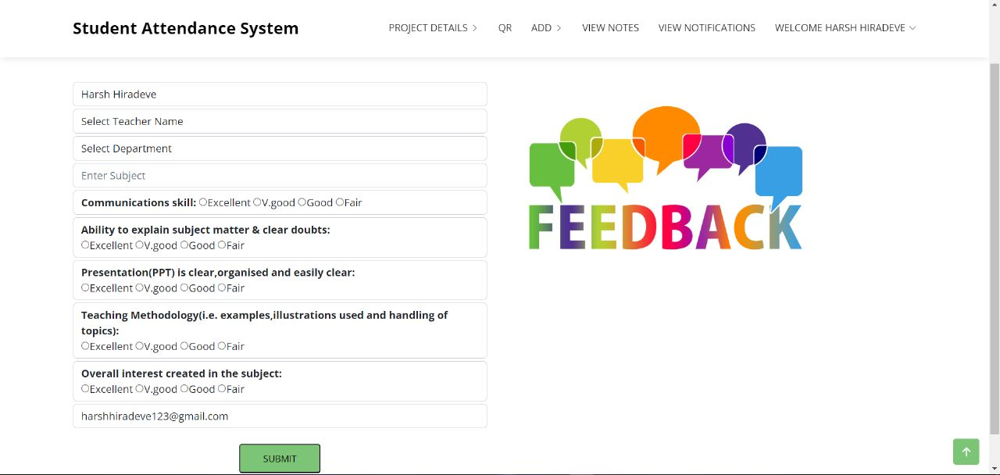 Student Attendance System
PROJECT DETAILS
QR
ADD
VIEW NOTES
VIEW NOTIFICATIONS
WELCOME HARSH HIRADEVE
Harsh Hiradeve
Select Teacher Name
Select Department
Enter Subject
Communications skill: Excellent V.good Good Fair
Ability to explain subject matter & clear doubts:
Excellent V.good Good Fair
Presentation(PPT) is clear,organised and easily clear:
Excellent V.good Good Fair
Teaching Methodology(i.e. examples,illustrations used and handling of
topics):
Excellent V.good Good Fair
Overall interest created in the subject:
Excellent V.good Good Fair
harshhiradeve123@gmail.com
SUBMIT
FEEDBACK